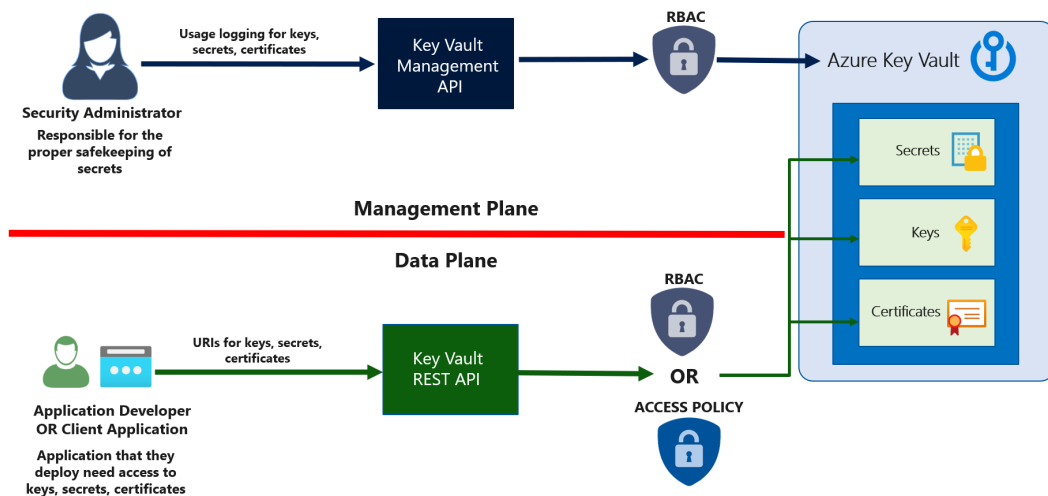 Usage logging for keys,
secrets, certificates
Key Vault
Management
API
RBAC
Azure Key Vault
Security Administrator
Responsible for the
proper safekeeping of
secrets
Secrets
Management Plane
Keys
Data Plane
RBAC
Certificates
URIs for keys, secrets,
certificates
Key Vault
REST API
OR
Application Developer
OR Client Application
ACCESS POLICY
Application that they
deploy need access to
keys, secrets, certificates